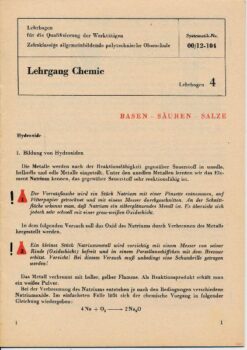 Lehrbogen
für die Qualifizierung der Werktätigen
Zehnklassige allgemeinbildende polytechnische Oberschule
Systematik-Nr.
00/12-104
Lehrgang Chemie
Lehrbogen 4
BASEN – SÄUREN – SALZE
Hydroxide
1. Bildung von Hydroxiden
Die Metalle werden nach der Reaktionsfähigkeit gegenüber Sauerstoff in unedle,
halbedle und edle Metalle eingeteilt. Unter den unedlen Metallen lernten wir das Ele-
ment Natrium kennen, das gegenüber Sauerstoff sehr reaktionsfähig ist.
Der Vorratsflasche wird ein Stück Natrium mit einer Pinzette entnommen, auf
Filterpapier getrocknet und mit einem Messer durchgeschnitten. An der Schnitt-
fläche erkennt man, daß Natrium ein silberglänzendes Metall ist. Es überzieht sich
jedoch sehr schnell mit einer grau-weißen Oxidschicht.
In dem folgenden Versuch soll das Oxid des Natriums durch Verbrennen des Metalls
hergestellt werden.
Ein kleines Stück Natriummetall wird vorsichtig mit einem Messer von seiner
Rinde (Oxidschicht) befreit und in einem Porzellanschiffchen mit dem Brenner
erhitzt. Vorsicht! Bei diesem Versuch muß unbedingt eine Schutzbrille getragen
werden!
Das Metall verbrennt mit heller, gelber Flamme. Als Reaktionsprodukt erhält man
ein weißes Pulver.
Bei der Verbrennung des Natriums entstehen je nach den Bedingungen verschiedene
Natriumoxide. Im einfachsten Falle läßt sich der chemische Vorgang in folgender
Gleichung wiedergeben:
4 Na + O₂ → 2 Na₂O
1
1